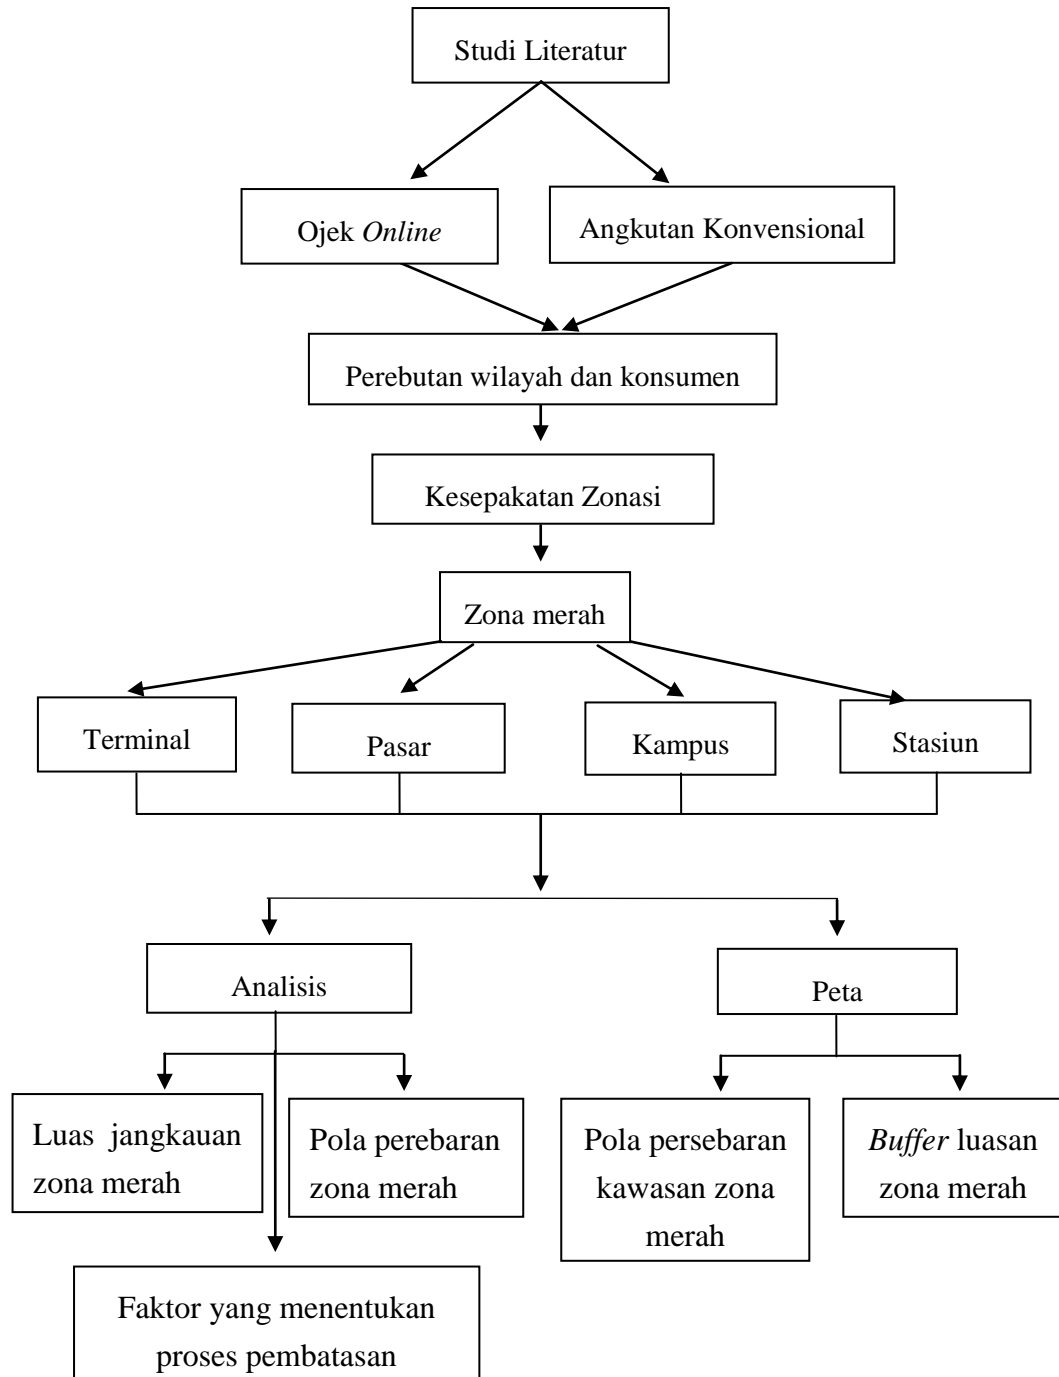 Studi Literatur
Ojek Online
Angkutan Konvensional
Perebutan wilayah dan konsumen
Kesepakatan Zonasi
Zona merah
Terminal
Pasar
Kampus
Stasiun
Analisis
Peta
Luas jangkauan
zona merah
Pola perebaran
zona merah
Pola persebaran
kawasan zona
merah
Buffer luasan
zona merah
Faktor yang menentukan
proses pembatasan